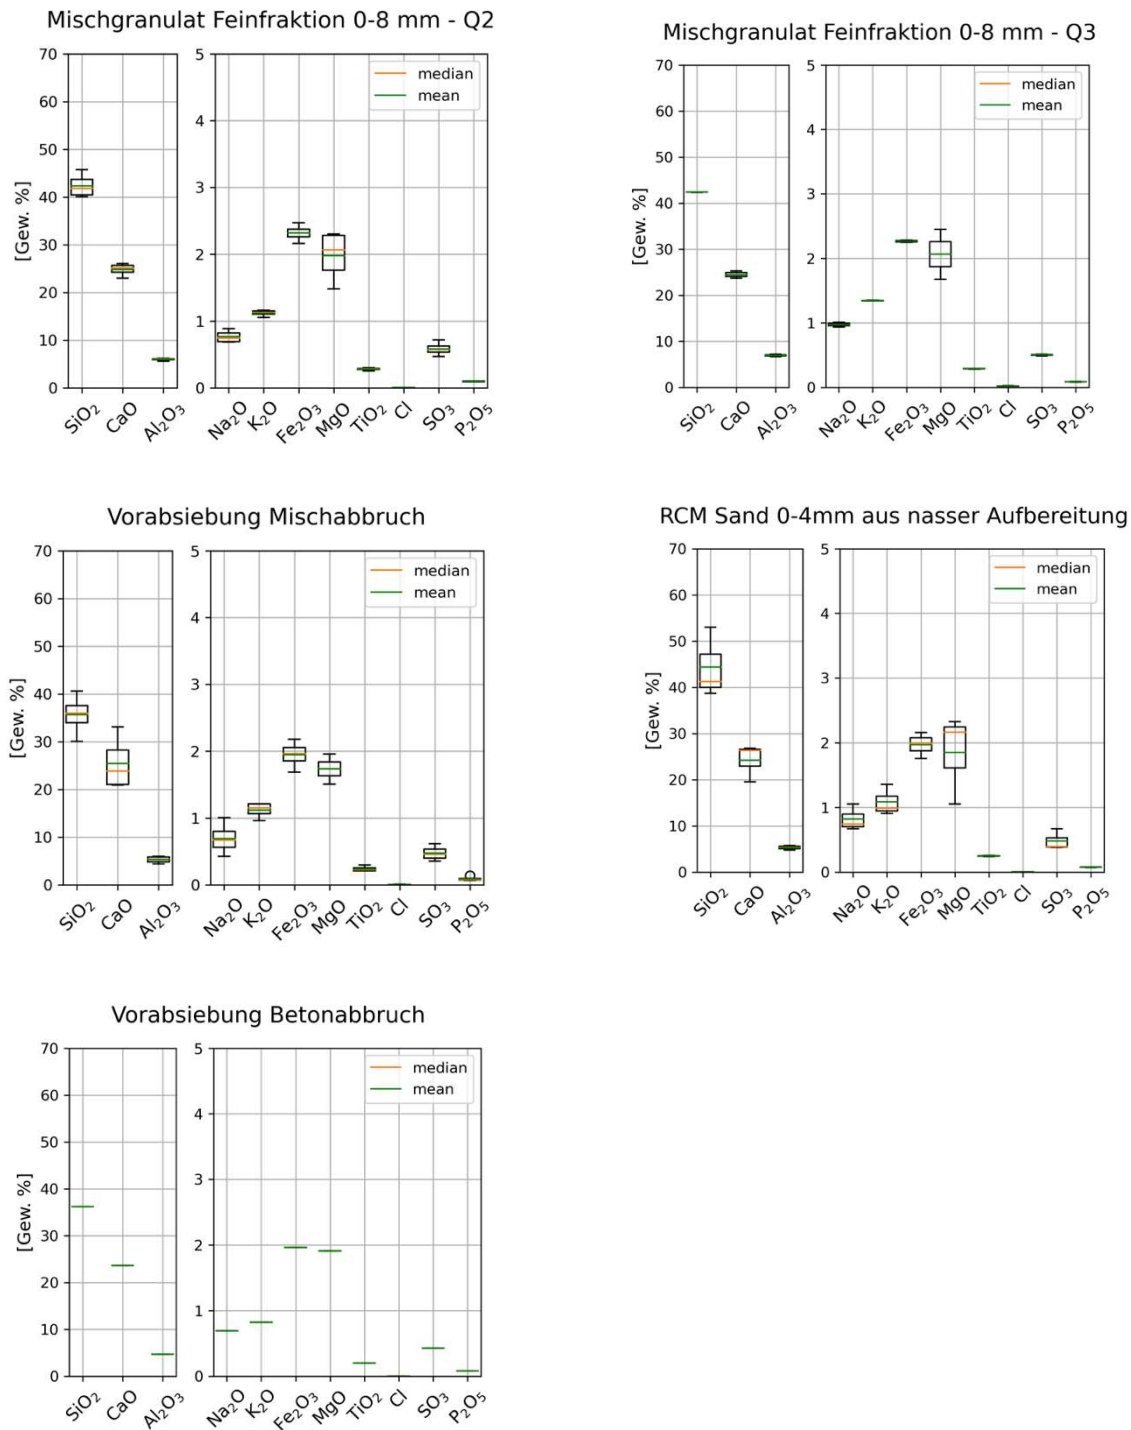 Mischgranulat Feinfraktion 0-8 mm - Q2
[Gew. %]
70
60
50
40
30
20
10
0
5
4
3
2
1
0
median
mean
SiO₂
CaO
Al₂O₃
Na₂O
K₂O
Fe₂O₃
MgO
TiO₂
Cl
SO₃
P₂O₅
Mischgranulat Feinfraktion 0-8 mm - Q3
[Gew. %]
70
60
50
40
30
20
10
0
5
4
3
2
1
0
median
mean
SiO₂
CaO
Al₂O₃
Na₂O
K₂O
Fe₂O₃
MgO
TiO₂
Cl
SO₃
P₂O₅
Vorabsiebung Mischabbruch
[Gew. %]
70
60
50
40
30
20
10
0
5
4
3
2
1
0
median
mean
SiO₂
CaO
Al₂O₃
Na₂O
K₂O
Fe₂O₃
MgO
TiO₂
Cl
SO₃
P₂O₅
RCM Sand 0-4mm aus nasser Aufbereitung
[Gew. %]
70
60
50
40
30
20
10
0
5
4
3
2
1
0
median
mean
SiO₂
CaO
Al₂O₃
Na₂O
K₂O
Fe₂O₃
MgO
TiO₂
Cl
SO₃
P₂O₅
Vorabsiebung Betonabbruch
[Gew. %]
70
60
50
40
30
20
10
0
5
4
3
2
1
0
median
mean
SiO₂
CaO
Al₂O₃
Na₂O
K₂O
Fe₂O₃
MgO
TiO₂
Cl
SO₃
P₂O₅